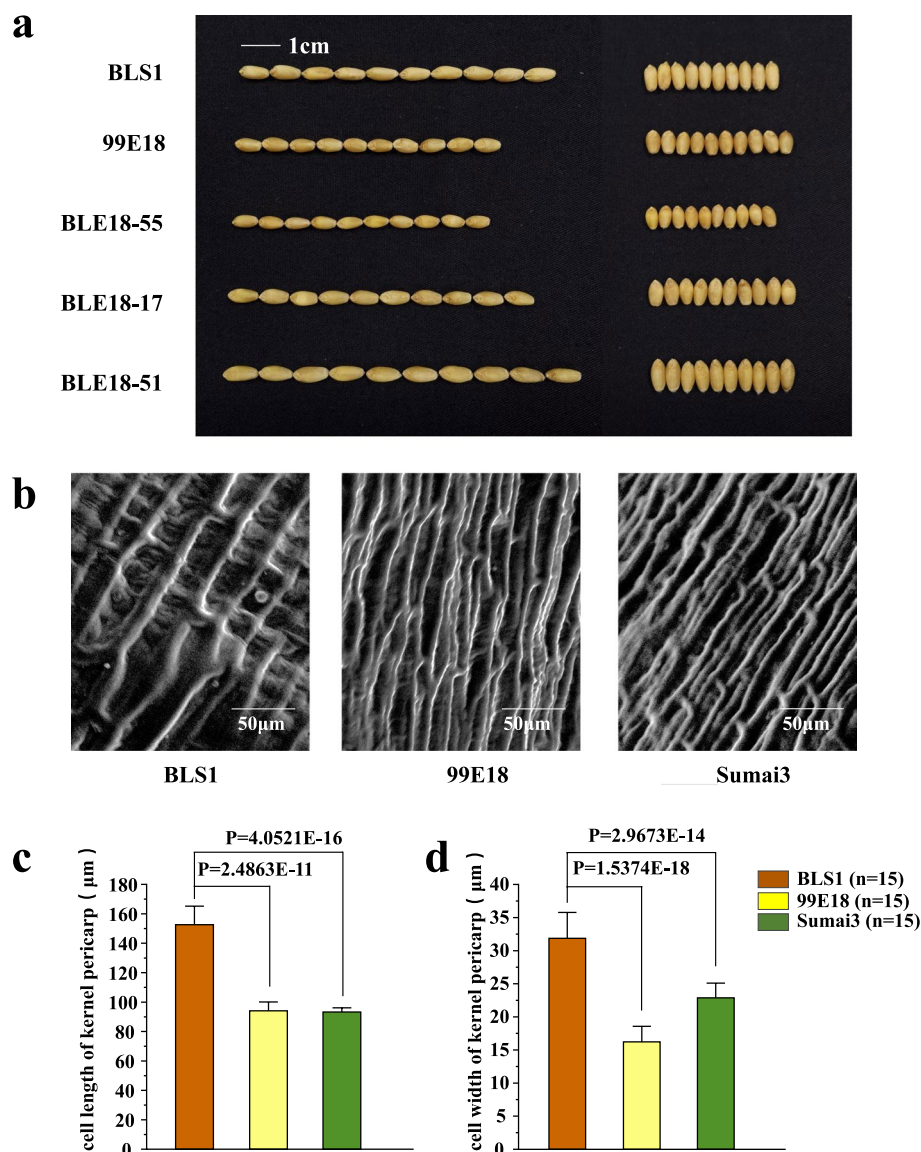 a
1cm
BLS1
99E18
BLE18-55
BLE18-17
BLE18-51
b
50μm
50μm
50μm
BLS1
99E18
Sumai3
c
P=4.0521E-16
P=2.4863E-11
cell length of kernel pericarp ( μm )
180
160
140
120
100
80
60
40
20
0
d
P=2.9673E-14
P=1.5374E-18
cell width of kernel pericarp ( μm )
40
35
30
25
20
15
10
5
0
BLS1 (n=15)
99E18 (n=15)
Sumai3 (n=15)